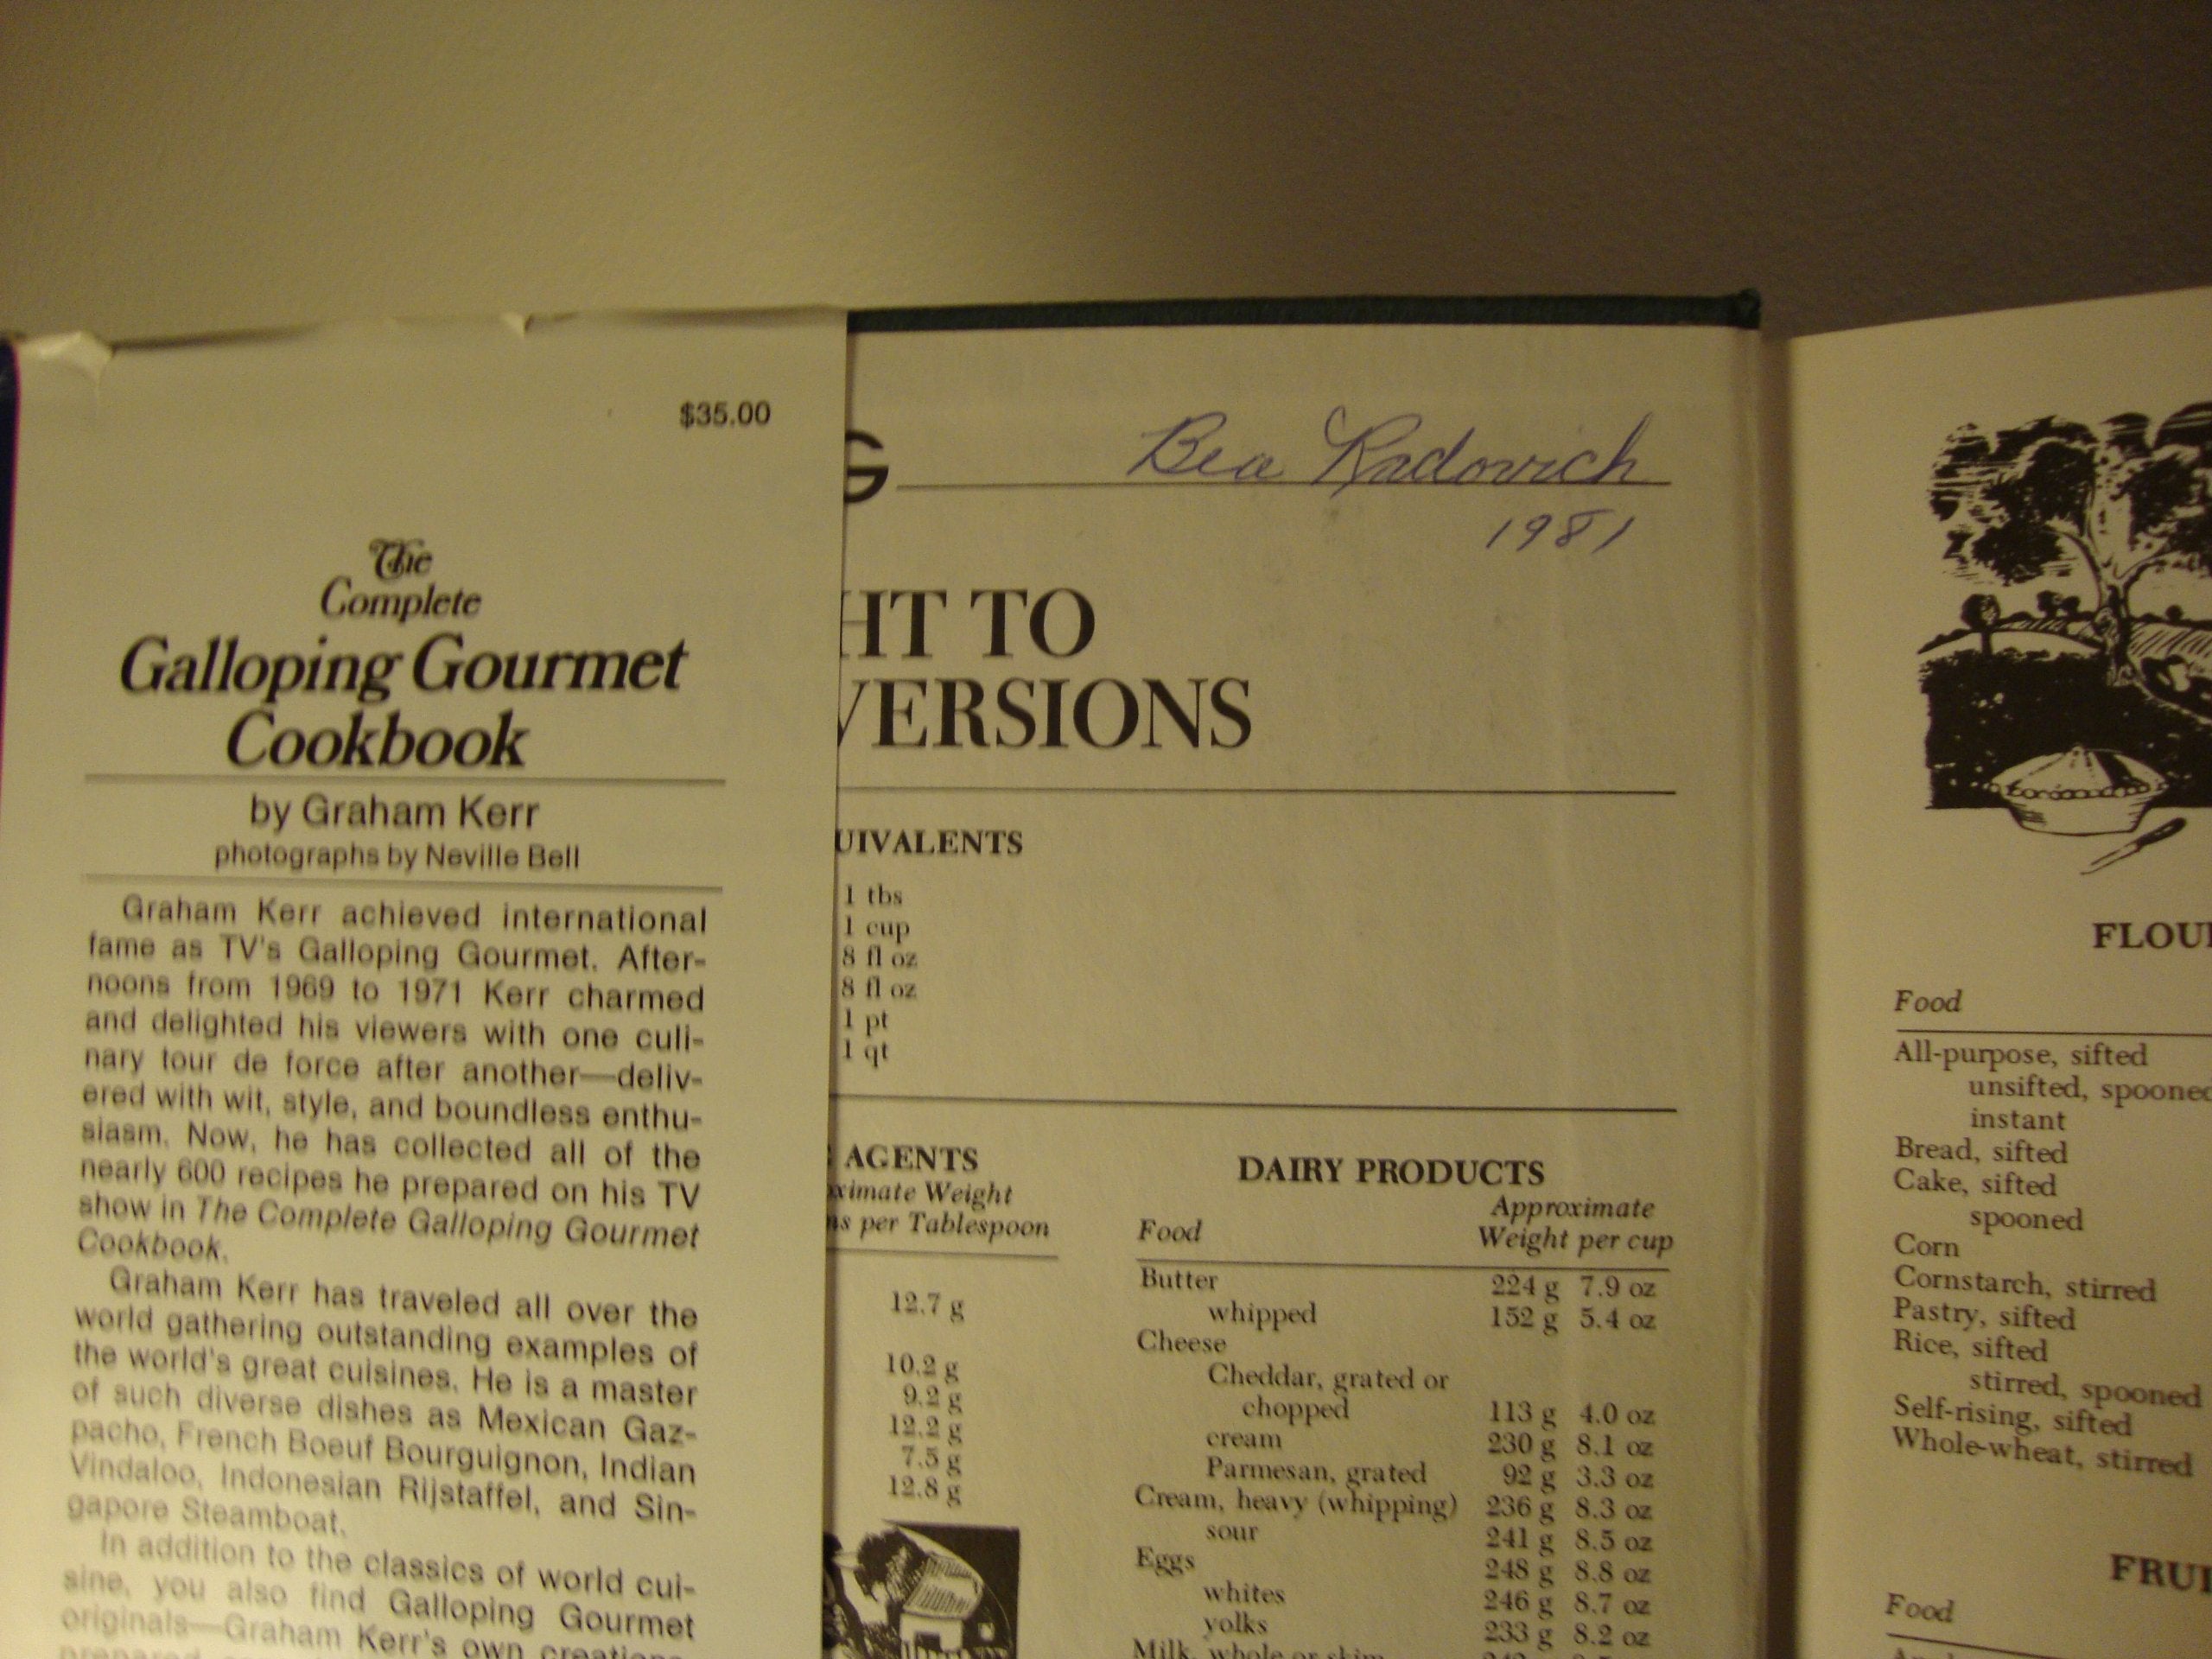 $35.00
The
Complete
Galloping Gourmet
Cookbook
by Graham Kerr
photographs by Neville Bell
Graham Kerr achieved international
fame as TV's Galloping Gourmet. After-
noons from 1969 to 1971 Kerr charmed
and delighted his viewers with one culi-
nary tour de force after another—deliv-
ered with wit, style, and boundless enthu-
siasm. Now, he has collected all of the
nearly 600 recipes he prepared on his TV
show in The Complete Galloping Gourmet
Cookbook.
Graham Kerr has traveled all over the
world gathering outstanding examples of
the world's great cuisines. He is a master
of such diverse dishes as Mexican Gaz-
pacho, French Boeuf Bourguignon, Indian
Vindaloo, Indonesian Rijstaffel, and Sin-
gapore Steamboat.
In addition to the classics of world cui-
sine, you also find Galloping Gourmet
originals—Graham Kerr's own creations
prepared
G
Bea Radovich
1981
HT TO
VERSIONS
UIVALENTS
1 tbs
1 cup
8 fl oz
8 fl oz
1 pt
1 qt
AGENTS
ximate Weight
ns per Tablespoon
12.7 g
10.2 g
9.2 g
12.2 g
7.5 g
12.8 g
DAIRY PRODUCTS
Approximate
Food Weight per cup
Butter 224 g 7.9 oz
whipped 152 g 5.4 oz
Cheese
Cheddar, grated or
chopped 113 g 4.0 oz
cream 230 g 8.1 oz
Parmesan, grated 92 g 3.3 oz
Cream, heavy (whipping) 236 g 8.3 oz
sour 241 g 8.5 oz
Eggs 248 g 8.8 oz
whites 246 g 8.7 oz
yolks 233 g 8.2 oz
Milk, whole or skim
FLOU
Food
All-purpose, sifted
unsifted, spooned
instant
Bread, sifted
Cake, sifted
spooned
Corn
Cornstarch, stirred
Pastry, sifted
Rice, sifted
stirred, spooned
Self-rising, sifted
Whole-wheat, stirred
FRUI
Food